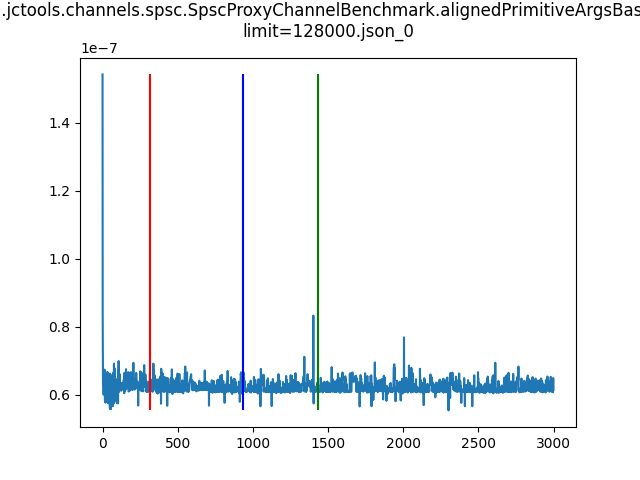 .jctools.channels.spsc.SpscProxyChannelBenchmark.alignedPrimitiveArgsBas
limit=128000.json_0
1e−7
1.4
1.2
1.0
0.8
0.6
0 500 1000 1500 2000 2500 3000